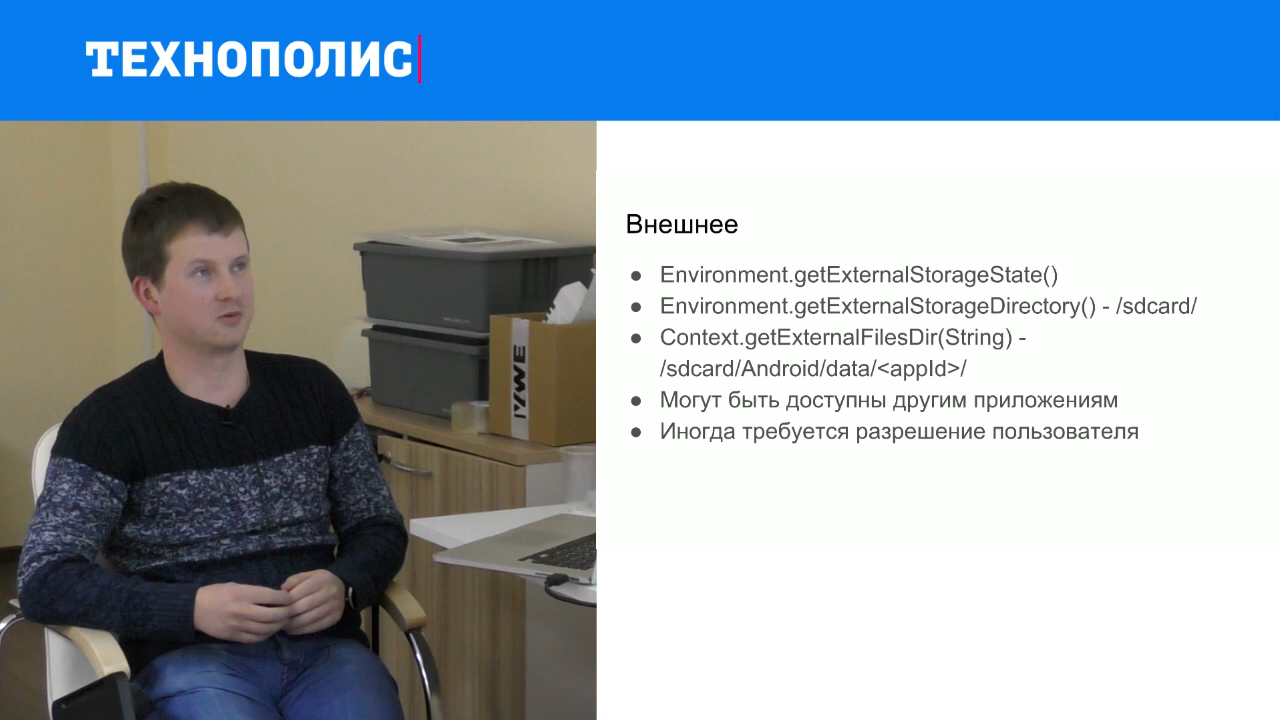 ТЕХНОПОЛИС
Внешнее
● Environment.getExternalStorageState()
● Environment.getExternalStorageDirectory() - /sdcard/
● Context.getExternalFilesDir(String) -
/sdcard/Android/data/<appId>/
● Могут быть доступны другим приложениям
● Иногда требуется разрешение пользователя